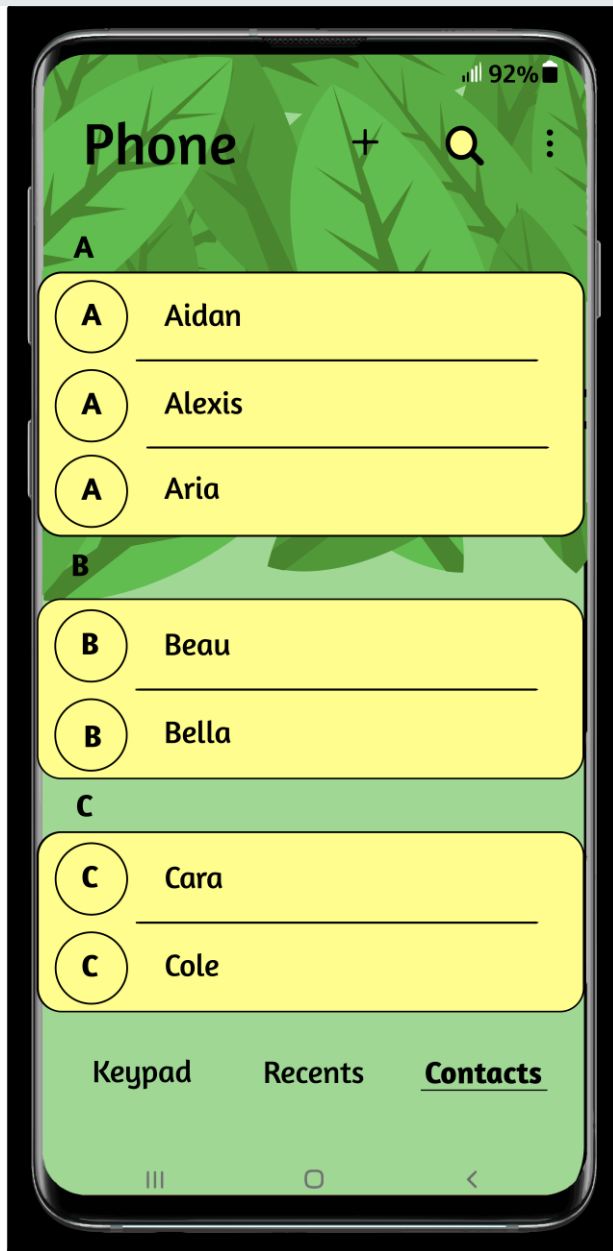 92%
Phone
A
A Aidan
A Alexis
A Aria
B
B Beau
B Bella
C
C Cara
C Cole
Keypad Recents Contacts